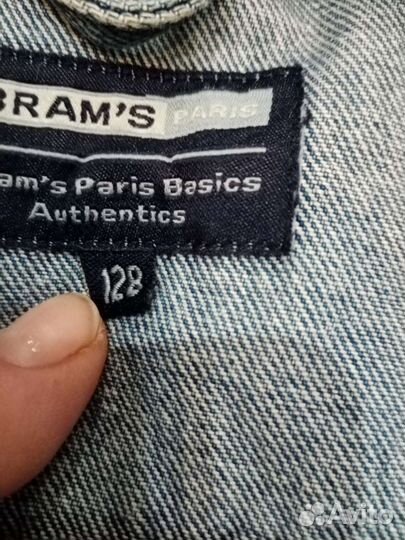 BRAM'S PARIS
am's Paris Basics
Authentics
128
Avito